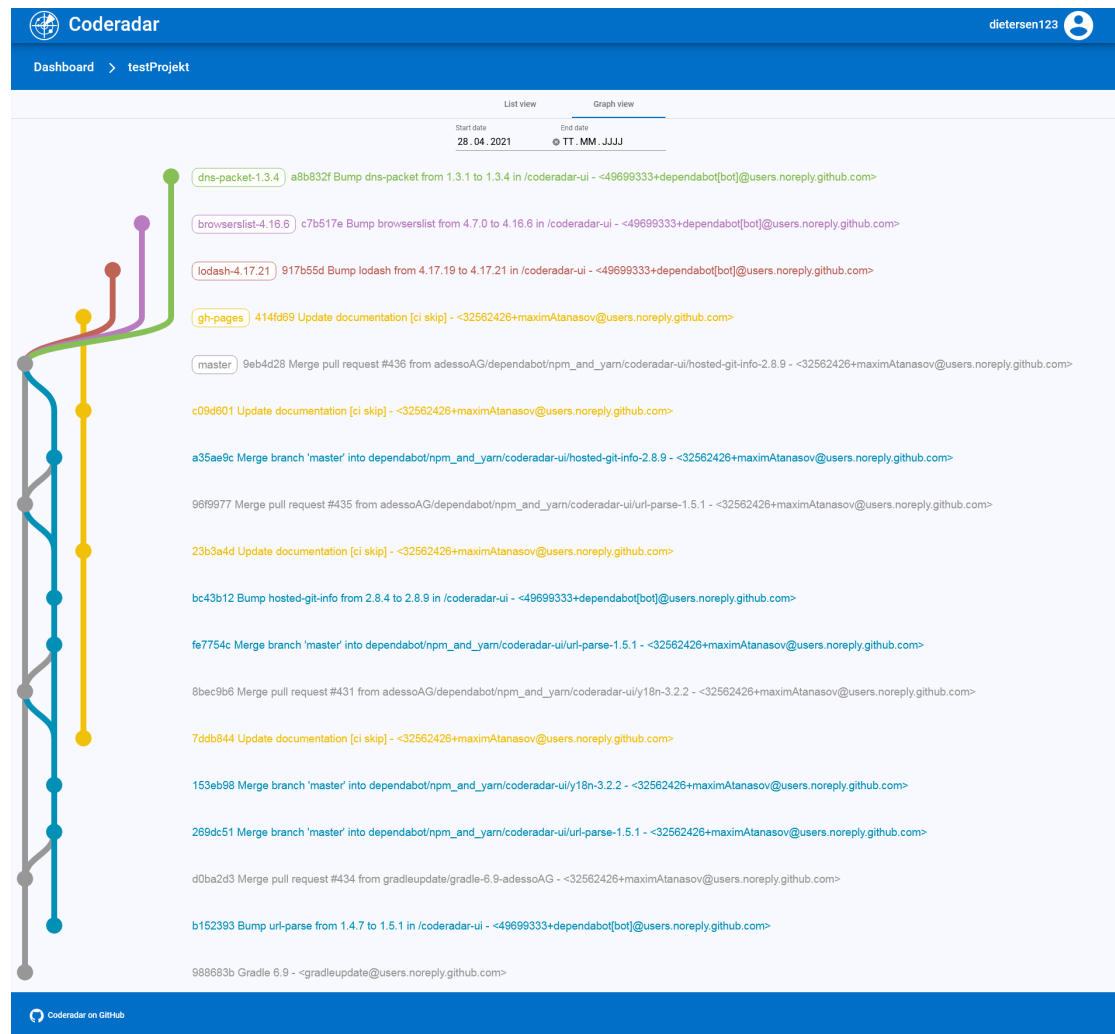 Coderadar
dietersen123
Dashboard > testProjekt
List view Graph view
Start date End date
28.04.2021 TT.MM.JJJJ
dns-packet-1.3.4 a8b832f Bump dns-packet from 1.3.1 to 1.3.4 in /coderadar-ui - <49699333+dependabot[bot]@users.noreply.github.com>
browserslist-4.16.6 c7b517e Bump browserslist from 4.7.0 to 4.16.6 in /coderadar-ui - <49699333+dependabot[bot]@users.noreply.github.com>
lodash-4.17.21 917b55d Bump lodash from 4.17.19 to 4.17.21 in /coderadar-ui - <49699333+dependabot[bot]@users.noreply.github.com>
gh-pages 414fd69 Update documentation [ci skip] - <32562426+maximAtanasov@users.noreply.github.com>
master 9eb4d28 Merge pull request #436 from adessoAG/dependabot/npm_and_yarn/coderadar-ui/hosted-git-info-2.8.9 - <32562426+maximAtanasov@users.noreply.github.com>
c09d601 Update documentation [ci skip] - <32562426+maximAtanasov@users.noreply.github.com>
a35ae9c Merge branch 'master' into dependabot/npm_and_yarn/coderadar-ui/hosted-git-info-2.8.9 - <32562426+maximAtanasov@users.noreply.github.com>
96f9977 Merge pull request #435 from adessoAG/dependabot/npm_and_yarn/coderadar-ui/url-parse-1.5.1 - <32562426+maximAtanasov@users.noreply.github.com>
23b3a4d Update documentation [ci skip] - <32562426+maximAtanasov@users.noreply.github.com>
bc43b12 Bump hosted-git-info from 2.8.4 to 2.8.9 in /coderadar-ui - <49699333+dependabot[bot]@users.noreply.github.com>
fe7754c Merge branch 'master' into dependabot/npm_and_yarn/coderadar-ui/url-parse-1.5.1 - <32562426+maximAtanasov@users.noreply.github.com>
8bec9b6 Merge pull request #431 from adessoAG/dependabot/npm_and_yarn/coderadar-ui/y18n-3.2.2 - <32562426+maximAtanasov@users.noreply.github.com>
7ddb844 Update documentation [ci skip] - <32562426+maximAtanasov@users.noreply.github.com>
153eb98 Merge branch 'master' into dependabot/npm_and_yarn/coderadar-ui/y18n-3.2.2 - <32562426+maximAtanasov@users.noreply.github.com>
269dc51 Merge branch 'master' into dependabot/npm_and_yarn/coderadar-ui/url-parse-1.5.1 - <32562426+maximAtanasov@users.noreply.github.com>
d0ba2d3 Merge pull request #434 from gradleupdate/gradle-6.9-adessoAG - <32562426+maximAtanasov@users.noreply.github.com>
b152393 Bump url-parse from 1.4.7 to 1.5.1 in /coderadar-ui - <49699333+dependabot[bot]@users.noreply.github.com>
988683b Gradle 6.9 - <gradleupdate@users.noreply.github.com>
Coderadar on GitHub